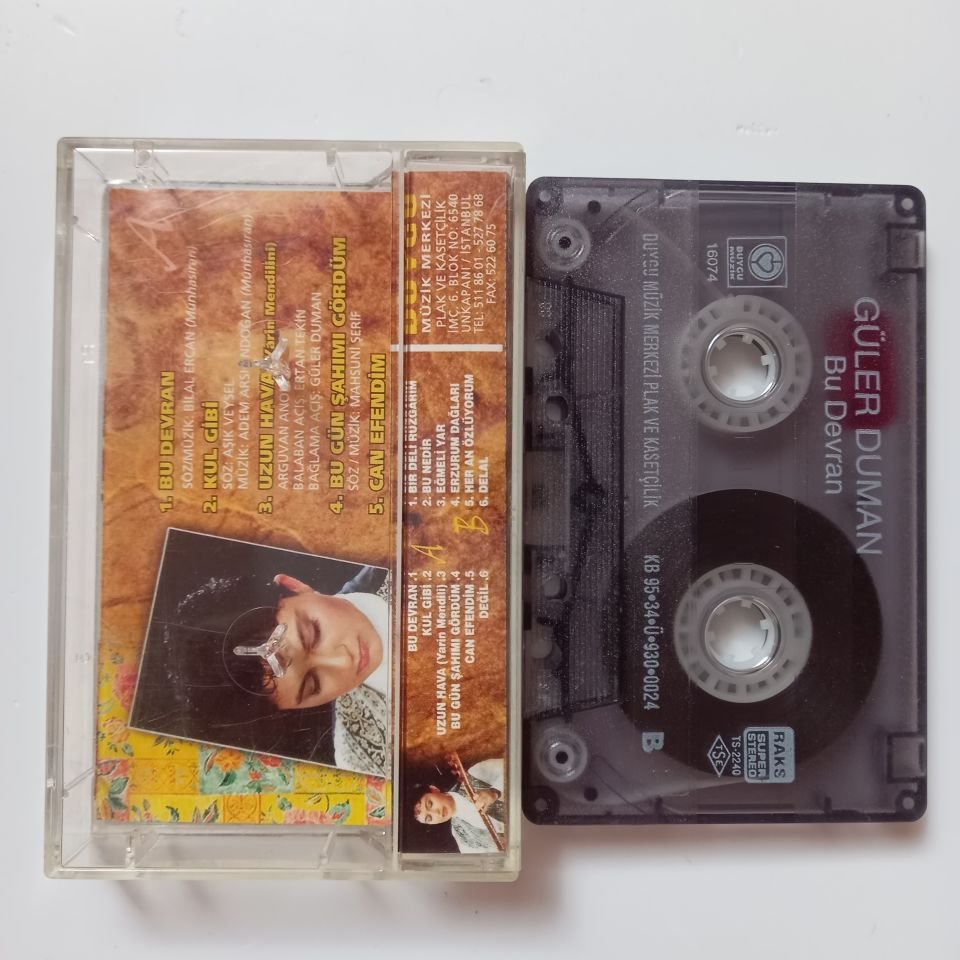 1. BU DEVRAN
SÖZ/MÜZİK: BİLAL ERCAN (Münhasıran)
2. KUL GİBİ
SÖZ: AŞIK VEYSEL
MÜZİK: ADEM ARSLANDOĞAN (Münhasıran)
3. UZUN HAVA (Yarin Mendilini)
ARGUVAN ANONİM
BALABAN AÇIŞ: ERTAN TEKİN
BAĞLAMA AÇIŞ: GÜLER DUMAN
4. BU GÜN ŞAHIMI GÖRDÜM
SÖZ / MÜZİK: MAHSUNİ ŞERİF
5. CAN EFENDİM
BU DEVRAN .1
KUL GİBİ .2
UZUN HAVA (Yarin Mendili) .3
BU GÜN ŞAHIMI GÖRDÜM .4
CAN EFENDİM .5
DEĞİL .6
A
B
1. BİR DELİ RÜZGARIM
2. BU NEDİR
3. EĞMELİ YAR
4. ERZURUM DAĞLARI
5. HER AN ÖZLÜYORUM
6. DELAL
DUYGU
MÜZİK MERKEZİ
PLAK VE KASETÇİLİK
İMÇ. 6. BLOK NO: 6540
UNKAPANI / İSTANBUL
TEL: 511 86 01 - 527 78 68
FAX: 522 60 75
DUYGU MÜZİK MERKEZİ PLAK VE KASETÇİLİK
KB 95•34•Ü•930•0024
B
16074
DUYGU
MÜZİK
GÜLER DUMAN
Bu Devran
RAKS
SUPER
STEREO
TS-2240
TSE